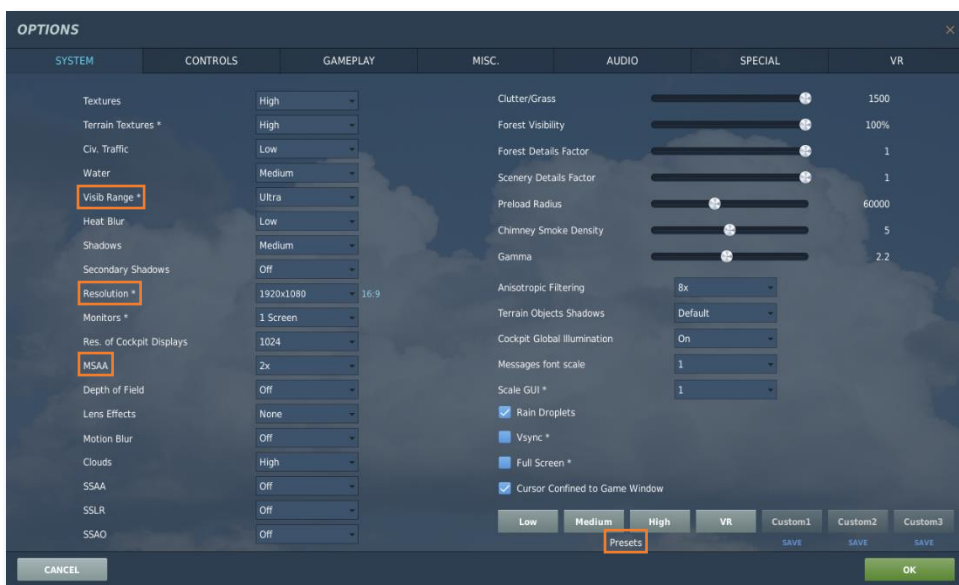 OPTIONS
×
SYSTEM CONTROLS GAMEPLAY MISC. AUDIO SPECIAL VR
Textures High
Terrain Textures * High
Civ. Traffic Low
Water Medium
Visib Range * Ultra
Heat Blur Low
Shadows Medium
Secondary Shadows Off
Resolution * 1920x1080 16:9
Monitors * 1 Screen
Res. of Cockpit Displays 1024
MSAA 2x
Depth of Field Off
Lens Effects None
Motion Blur Off
Clouds High
SSAA Off
SSLR Off
SSAO Off
Clutter/Grass 1500
Forest Visibility 100%
Forest Details Factor 1
Scenery Details Factor 1
Preload Radius 60000
Chimney Smoke Density 5
Gamma 2.2
Anisotropic Filtering 8x
Terrain Objects Shadows Default
Cockpit Global Illumination On
Messages font scale 1
Scale GUI * 1
Rain Droplets
Vsync *
Full Screen *
Cursor Confined to Game Window
Low Medium High VR Custom1 Custom2 Custom3
Presets SAVE SAVE SAVE
CANCEL OK